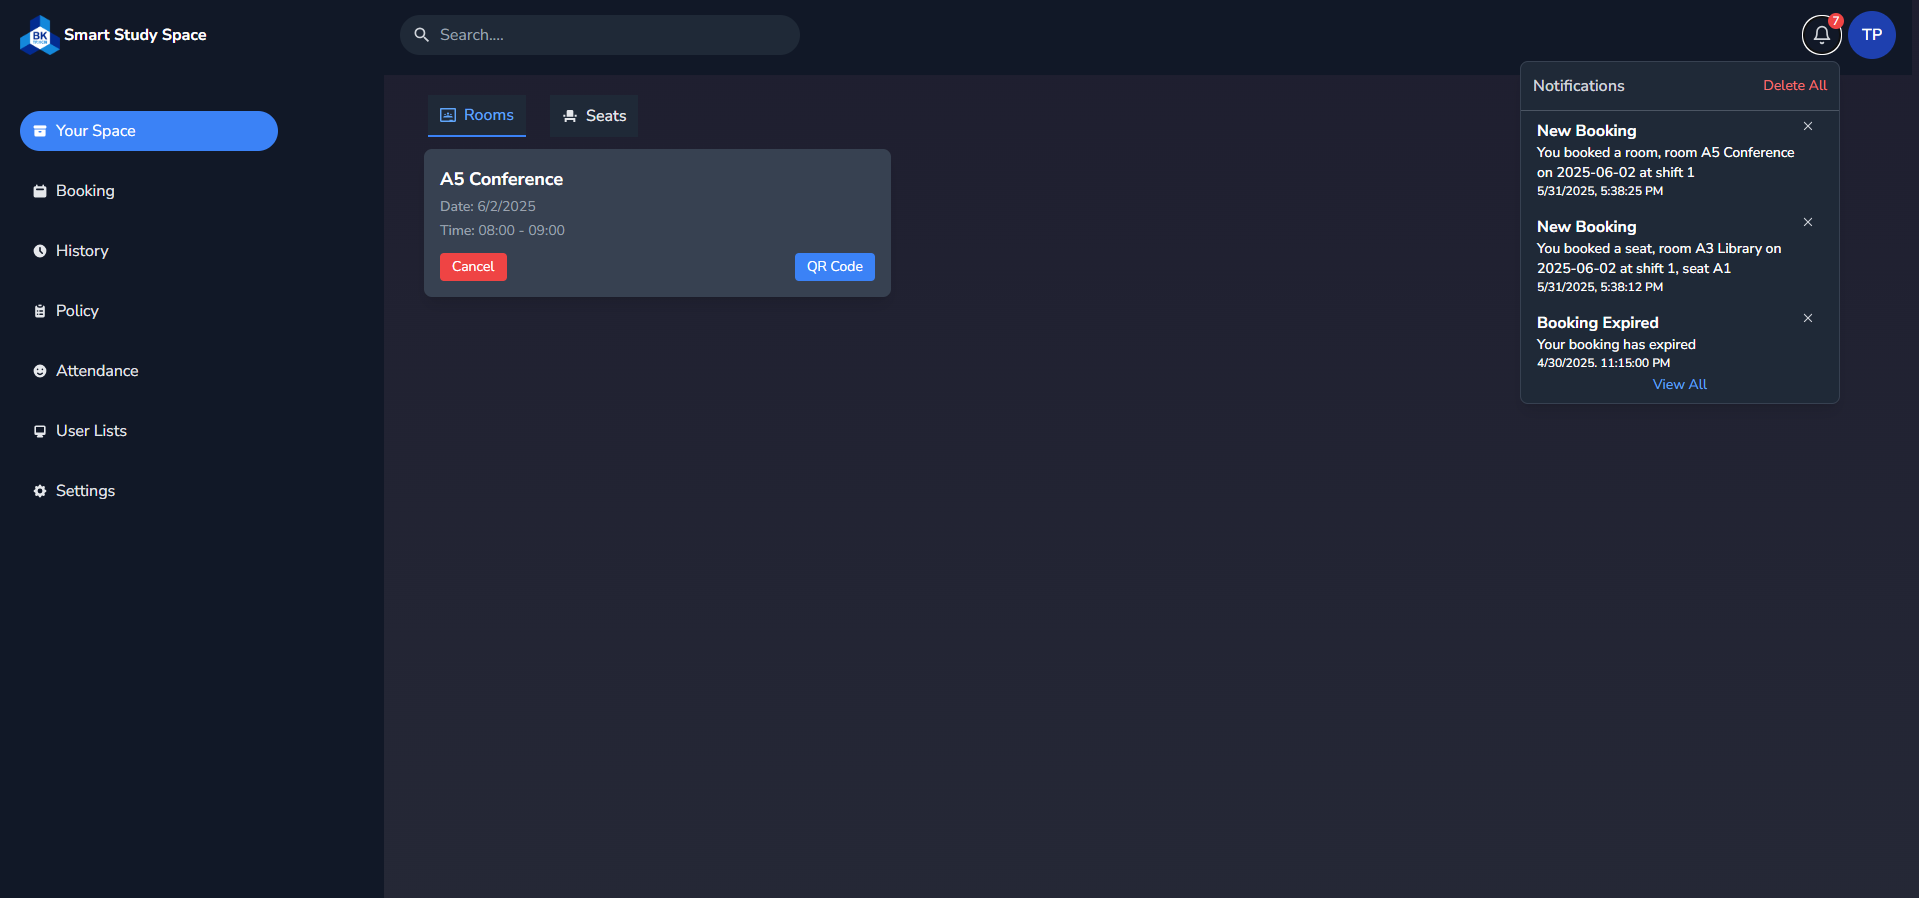 BK
Smart Study Space
Search....
7
TP
Your Space
Booking
History
Policy
Attendance
User Lists
Settings
Rooms
Seats
A5 Conference
Date: 6/2/2025
Time: 08:00 - 09:00
Cancel
QR Code
Notifications
Delete All
New Booking
You booked a room, room A5 Conference
on 2025-06-02 at shift 1
5/31/2025, 5:38:25 PM
New Booking
You booked a seat, room A3 Library on
2025-06-02 at shift 1, seat A1
5/31/2025, 5:38:12 PM
Booking Expired
Your booking has expired
4/30/2025, 11:15:00 PM
View All